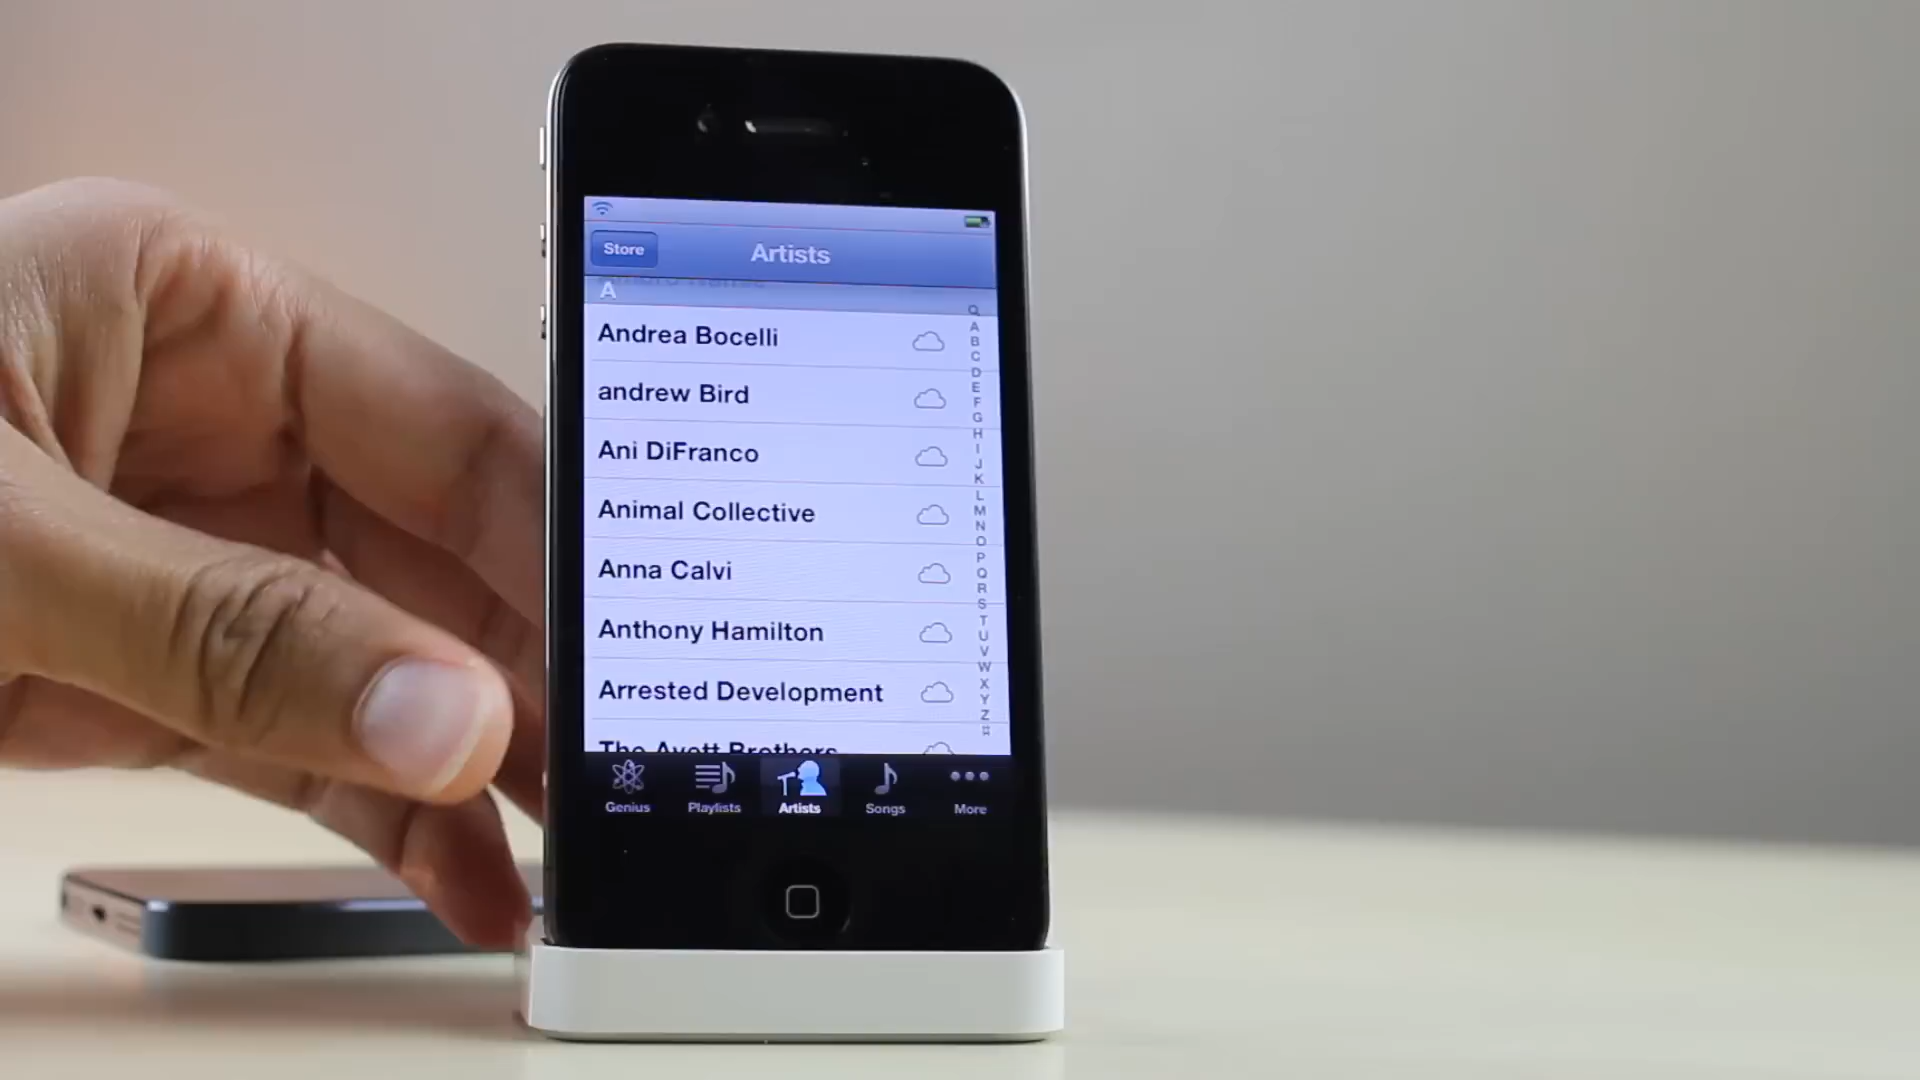 Store
Artists
A
Andrea Bocelli
andrew Bird
Ani DiFranco
Animal Collective
Anna Calvi
Anthony Hamilton
Arrested Development
The Avett Brothers
A
B
C
D
E
F
G
H
I
J
K
L
M
N
O
P
Q
R
S
T
U
V
W
X
Y
Z
#
Genius
Playlists
Artists
Songs
More